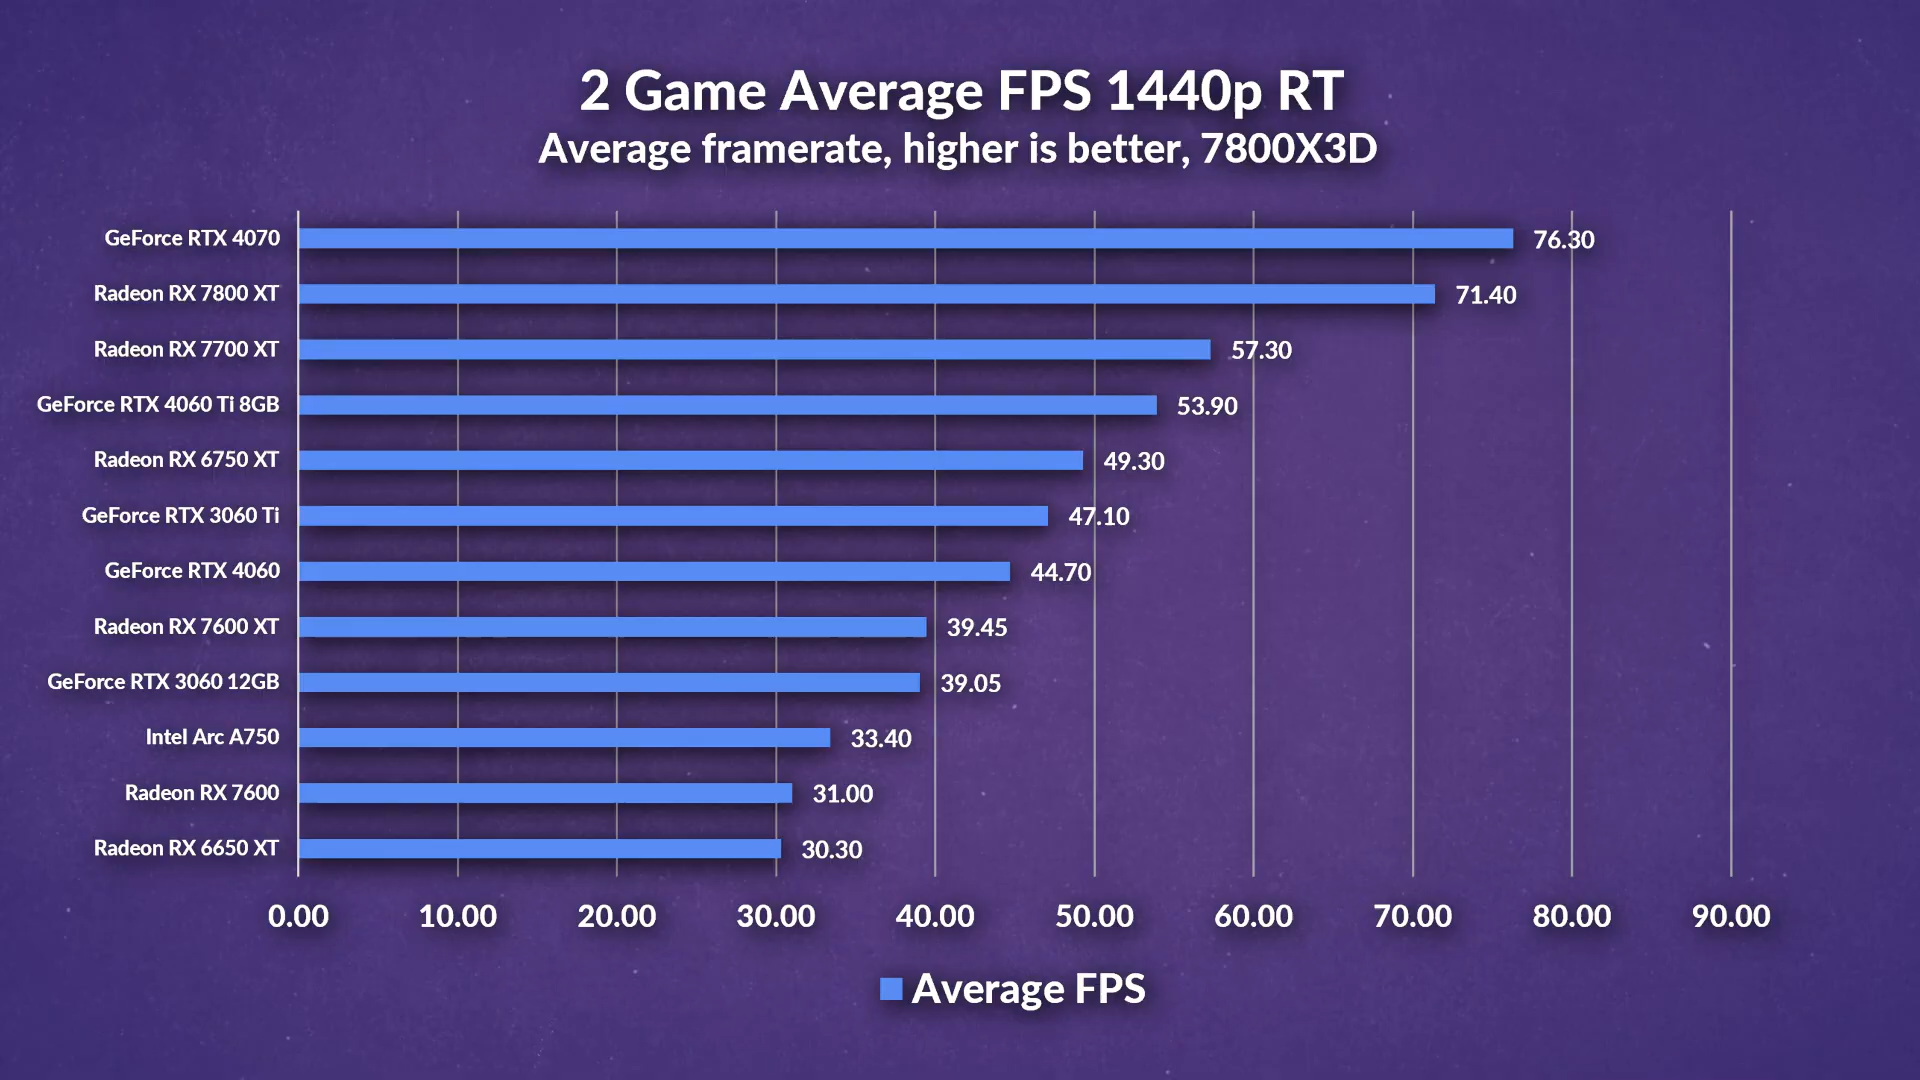 2 Game Average FPS 1440p RT
Average framerate, higher is better, 7800X3D
GeForce RTX 4070 76.30
Radeon RX 7800 XT 71.40
Radeon RX 7700 XT 57.30
GeForce RTX 4060 Ti 8GB 53.90
Radeon RX 6750 XT 49.30
GeForce RTX 3060 Ti 47.10
GeForce RTX 4060 44.70
Radeon RX 7600 XT 39.45
GeForce RTX 3060 12GB 39.05
Intel Arc A750 33.40
Radeon RX 7600 31.00
Radeon RX 6650 XT 30.30
0.00 10.00 20.00 30.00 40.00 50.00 60.00 70.00 80.00 90.00
Average FPS